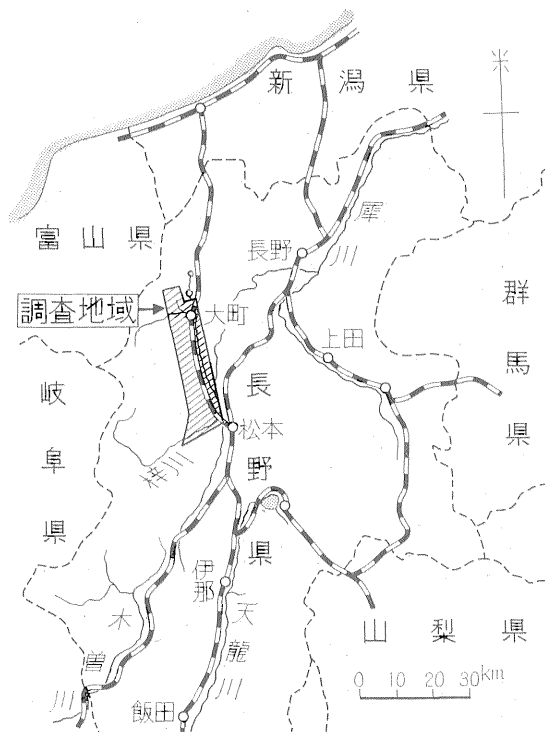 新潟県
富山県
犀川
長野
群馬県
調査地域
大町
上田
岐阜県
長野県
松本
梓川
伊那
木曽川
天龍川
山梨県
飯田
0 10 20 30km